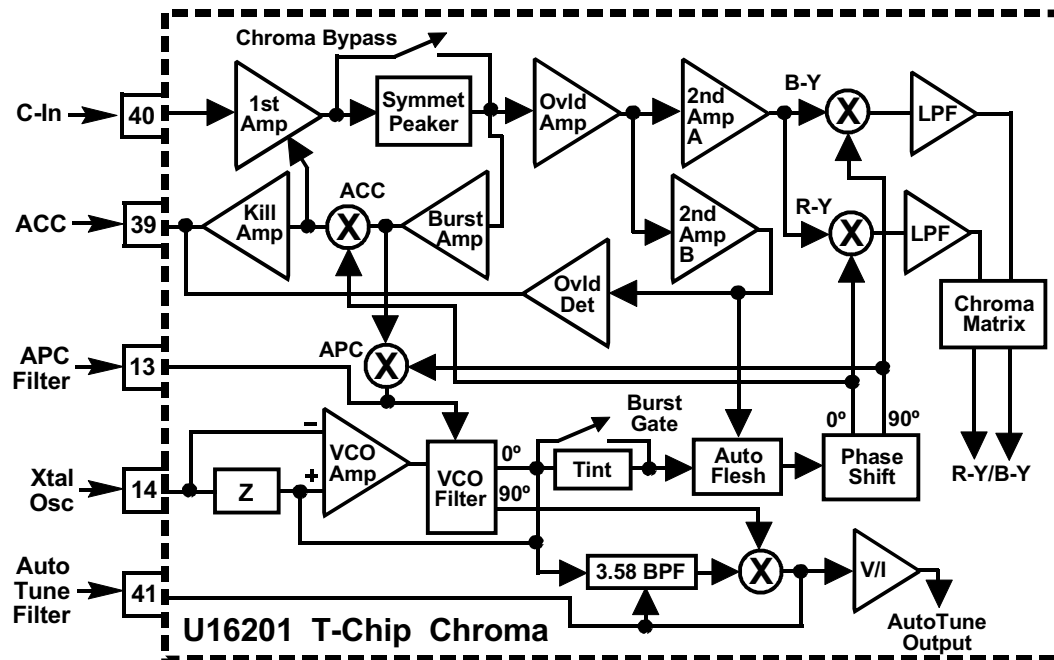 Chroma Bypass
C-In
40
1st
Amp
Symmet
Peaker
Ovld
Amp
2nd
Amp
A
B-Y
X
LPF
ACC
39
Kill
Amp
ACC
X
Burst
Amp
2nd
Amp
B
R-Y
X
LPF
Ovld
Det
Chroma
Matrix
APC
Filter
13
APC
X
Burst
Gate
0º
90º
R-Y/B-Y
Xtal
Osc
14
Z
–
+
VCO
Amp
VCO
Filter
0º
90º
Tint
Auto
Flesh
Phase
Shift
Auto
Tune
Filter
41
3.58 BPF
X
V/I
AutoTune
Output
U16201 T-Chip Chroma